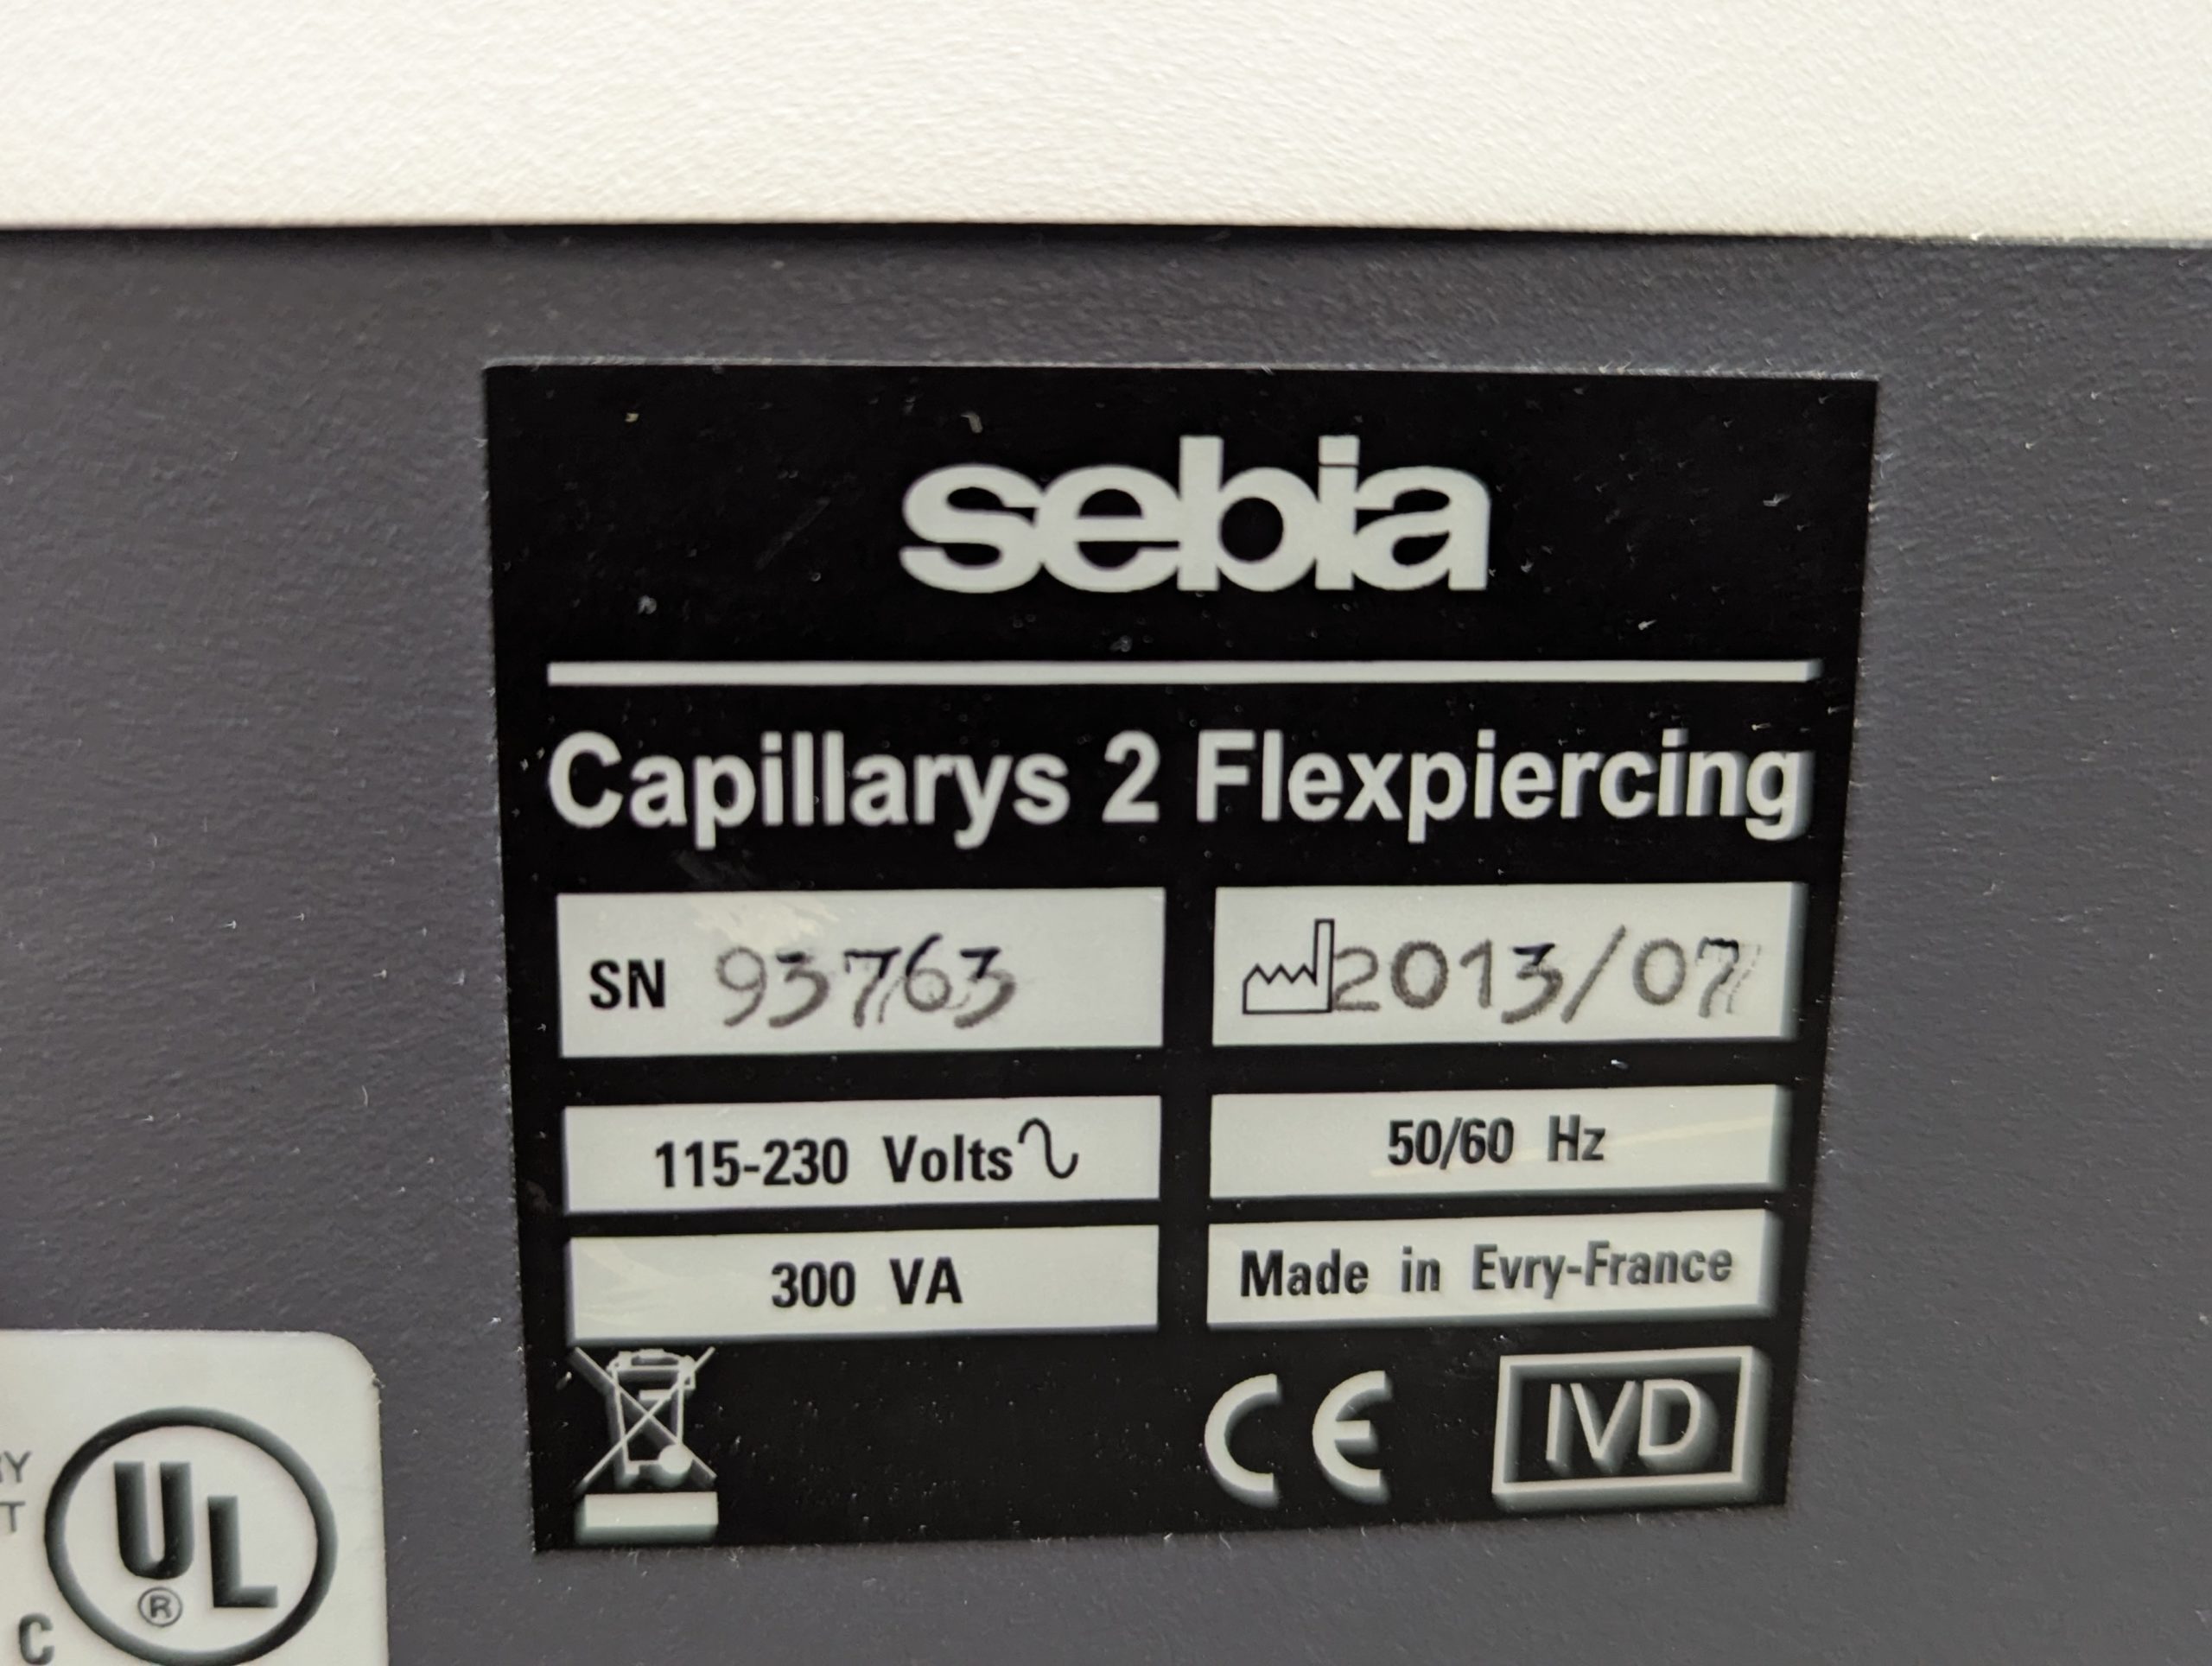 sebia
Capillarys 2 Flexpiercing
SN 93763
2013/07
115-230 Volts
50/60 Hz
300 VA
Made in Evry-France
CE IVD
UL
®
C